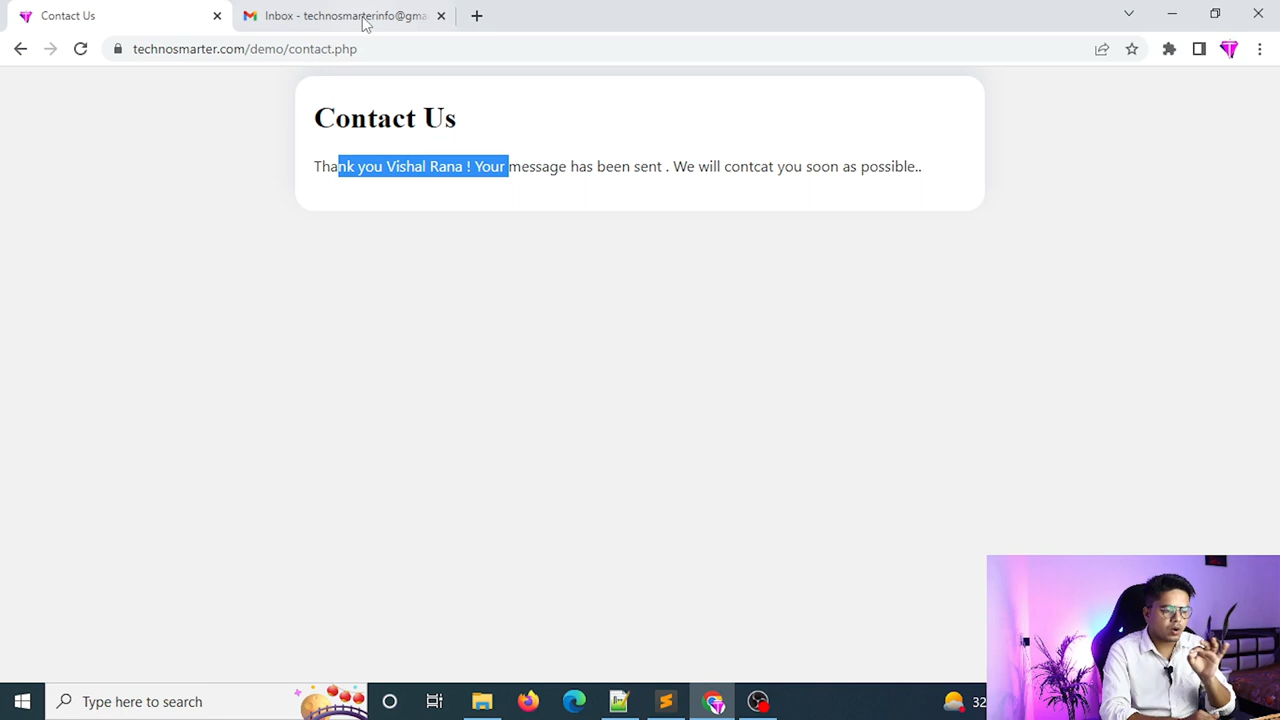 Contact Us
Inbox - technosmarterinfo@gma
technosmarter.com/demo/contact.php
Contact Us
Thank you Vishal Rana ! Your message has been sent . We will contcat you soon as possible..
Type here to search
32